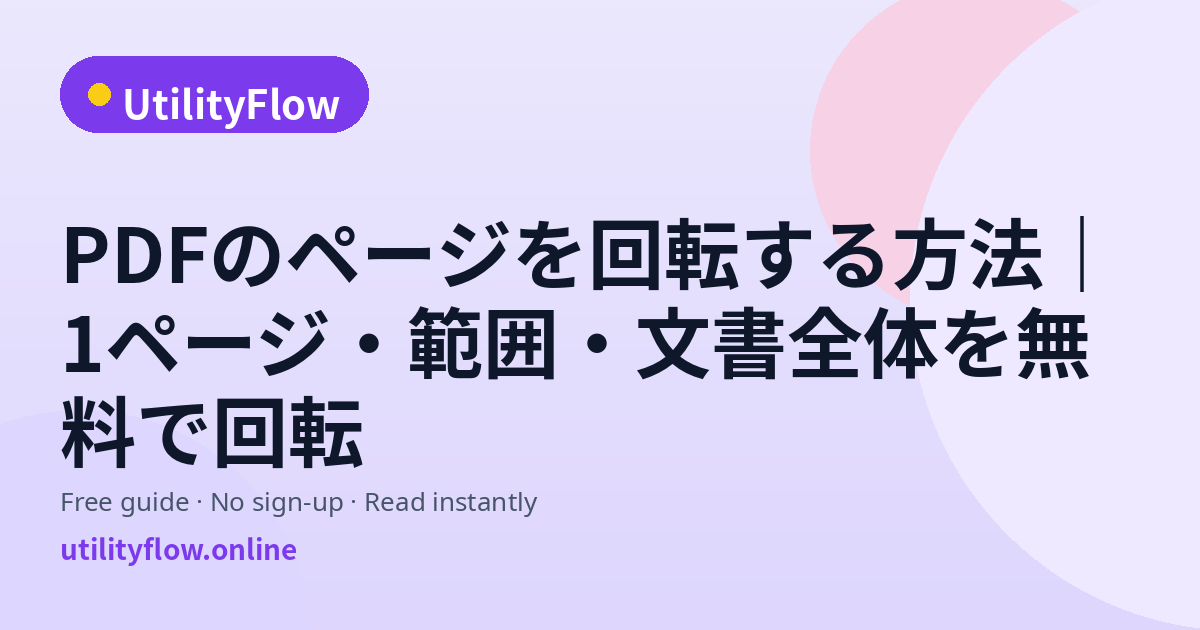 UtilityFlow
PDFのページを回転する方法｜
1ページ・範囲・文書全体を無
料で回転
Free guide · No sign-up · Read instantly
utilityflow.online